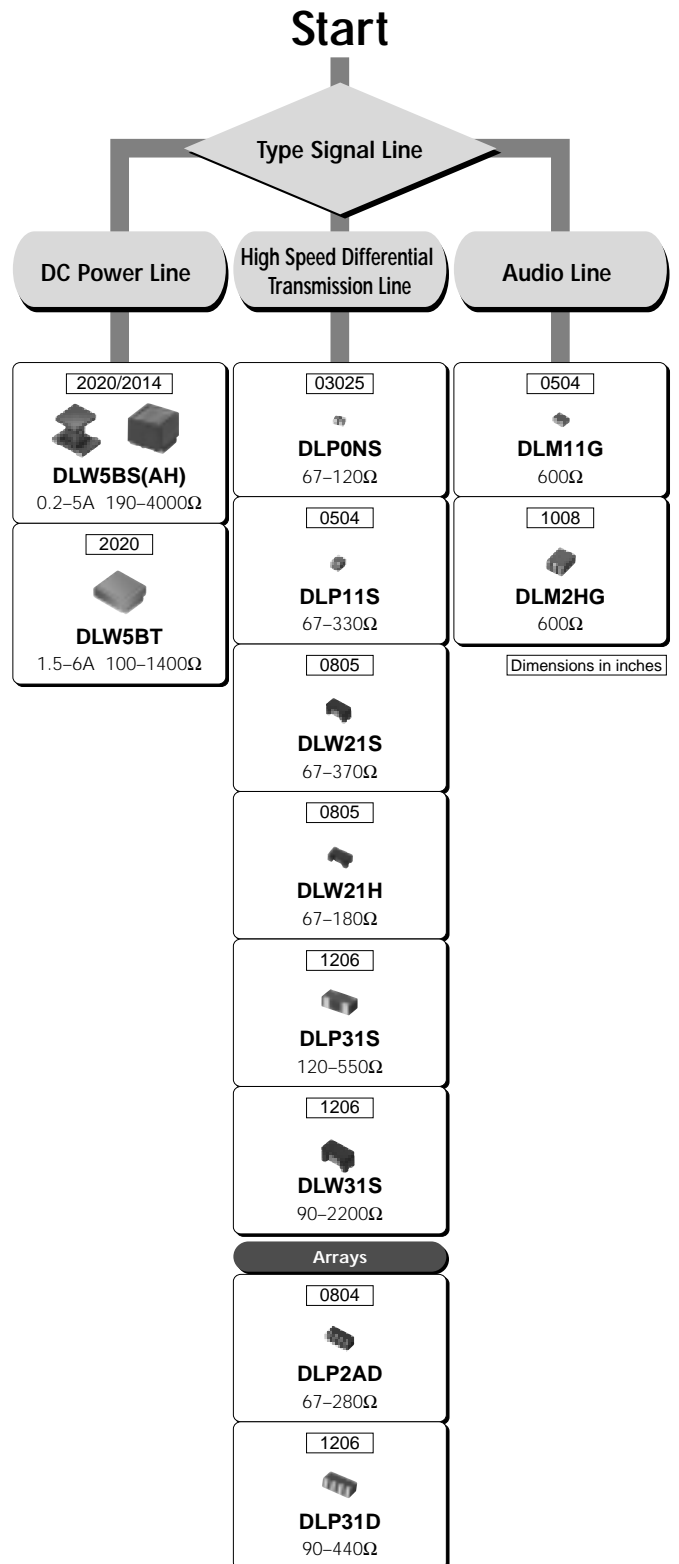 Start
Type Signal Line
DC Power Line
2020/2014
DLW5BS(AH)
0.2–5A 190–4000Ω
2020
DLW5BT
1.5–6A 100–1400Ω
High Speed Differential
Transmission Line
03025
DLP0NS
67–120Ω
0504
DLP11S
67–330Ω
0805
DLW21S
67–370Ω
0805
DLW21H
67–180Ω
1206
DLP31S
120–550Ω
1206
DLW31S
90–2200Ω
Arrays
0804
DLP2AD
67–280Ω
1206
DLP31D
90–440Ω
Audio Line
0504
DLM11G
600Ω
1008
DLM2HG
600Ω
Dimensions in inches